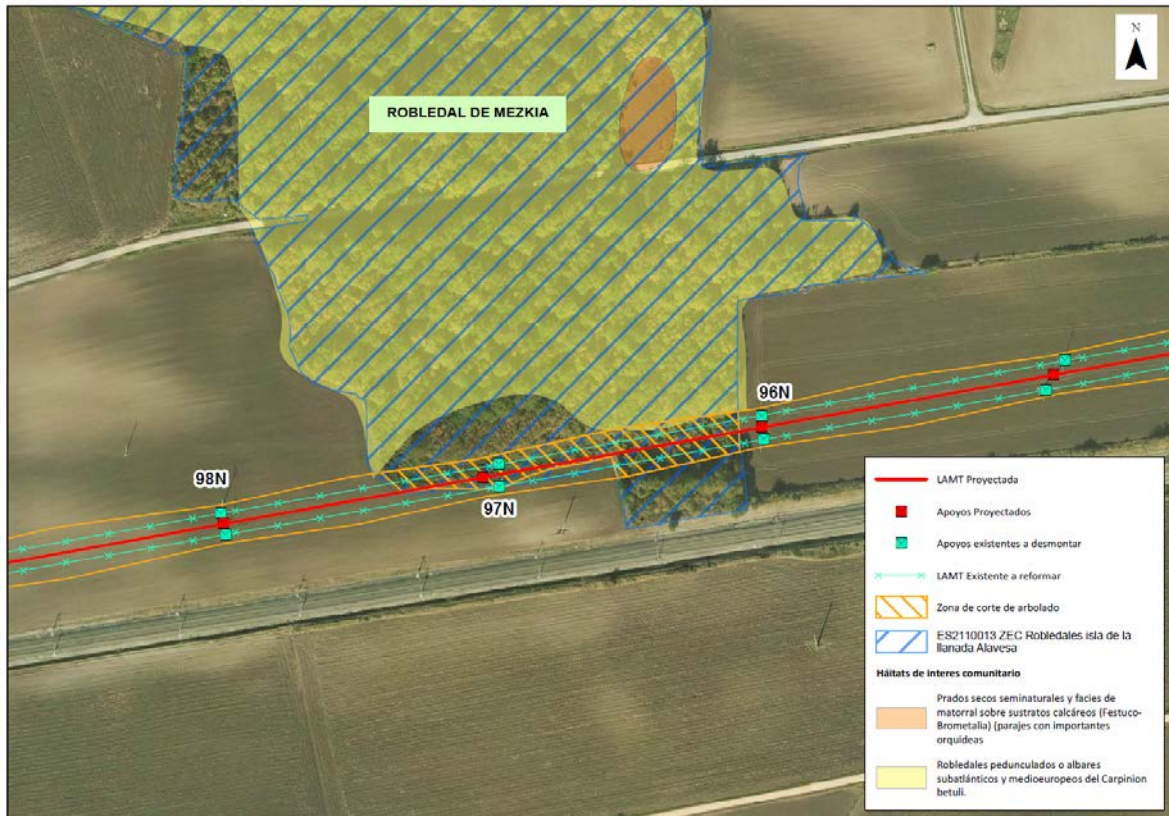 N
ROBLEDAL DE MEZKIA
96N
98N
97N
LAMT Proyectada
Apoyos Proyectados
Apoyos existentes a desmontar
LAMT Existente a reformar
Zona de corte de arbolado
ES2110013 ZEC Robledales isla de la
llanada Alavesa
Háitats de interes comunitario
Prados secos seminaturales y facies de
matorral sobre sustratos calcáreos (Festuco-
Brometalia) (parajes con importantes
orquideas
Robledales pedunculados o albares
subatlánticos y medioeuropeos del Carpinion
betuli.